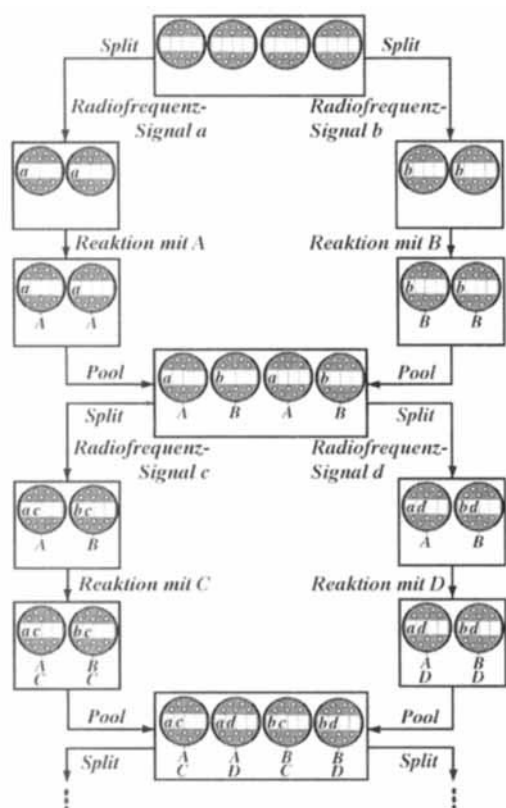 Split
Split
Radiofrequenz-
Signal a
Radiofrequenz-
Signal b
a a
b b
Reaktion mit A
Reaktion mit B
a a
A A
b b
B B
Pool
a b a b
A B A B
Pool
Split
Split
Radiofrequenz-
Signal c
Radiofrequenz-
Signal d
a c b c
A B
a d b d
A B
Reaktion mit C
Reaktion mit D
a c b c
A B
C C
a d b d
A B
D D
Pool
a c a d b c b d
A A B B
C D C D
Pool
Split
Split